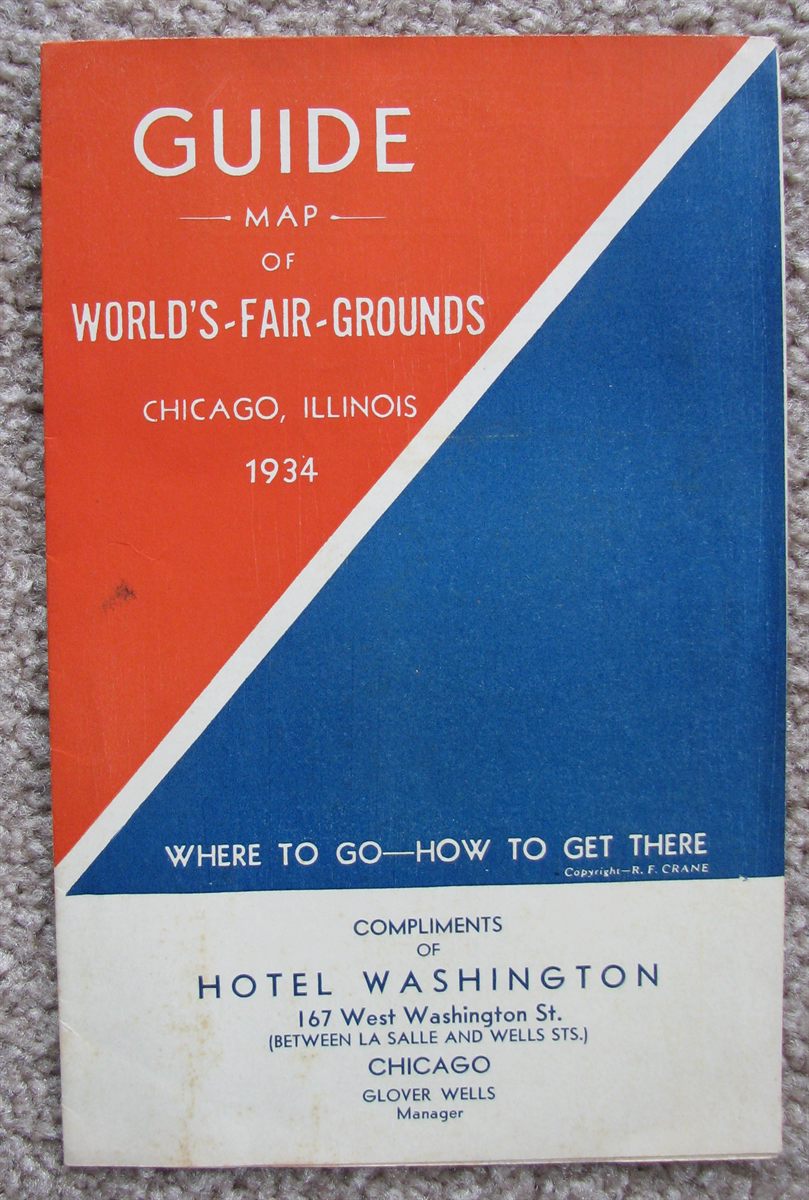 GUIDE
MAP
OF
WORLD'S-FAIR-GROUNDS
CHICAGO, ILLINOIS
1934
WHERE TO GO—HOW TO GET THERE
Copyright—R. F. CRANE
COMPLIMENTS
OF
HOTEL WASHINGTON
167 West Washington St.
(BETWEEN LA SALLE AND WELLS STS.)
CHICAGO
GLOVER WELLS
Manager